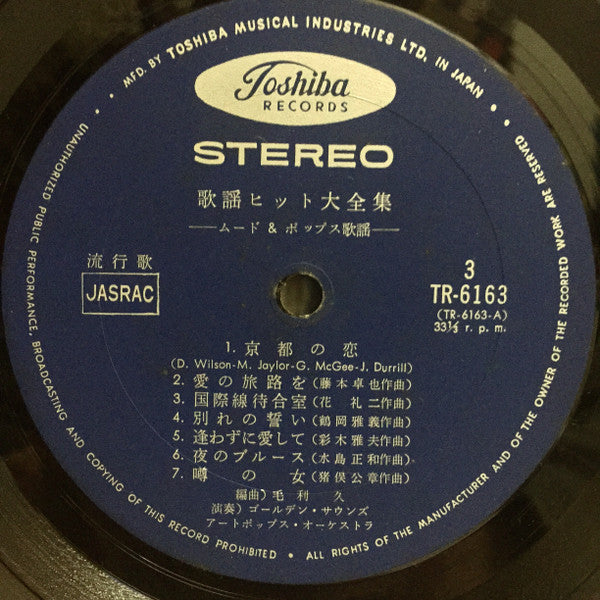 MFD. BY TOSHIBA MUSICAL INDUSTRIES LTD. IN JAPAN
Toshiba
RECORDS
STEREO
歌謡ヒット大全集
——ムード & ポップス歌謡——
流行歌
JASRAC
3
TR-6163
(TR-6163-A)
33⅓ r. p. m.
1. 京都の恋
(D. Wilson-M. Jaylor-G. McGee-J. Durrill)
2. 愛の旅路を(藤本卓也作曲)
3. 国際線待合室(花 礼二作曲)
4. 別れの誓い(鶴岡雅義作曲)
5. 逢わずに愛して(彩木雅夫作曲)
6. 夜のブルース(水島正和作曲)
7. 噂の女(猪俣公章作曲)
編曲) 毛利 久
演奏) ゴールデン・サウンズ
アートポップス・オーケストラ
UNAUTHORIZED PUBLIC PERFORMANCE, BROADCASTING AND COPYING OF THIS RECORD PROHIBITED • ALL RIGHTS OF THE MANUFACTURER AND OF THE OWNER OF THE RECORDED WORK ARE RESERVED